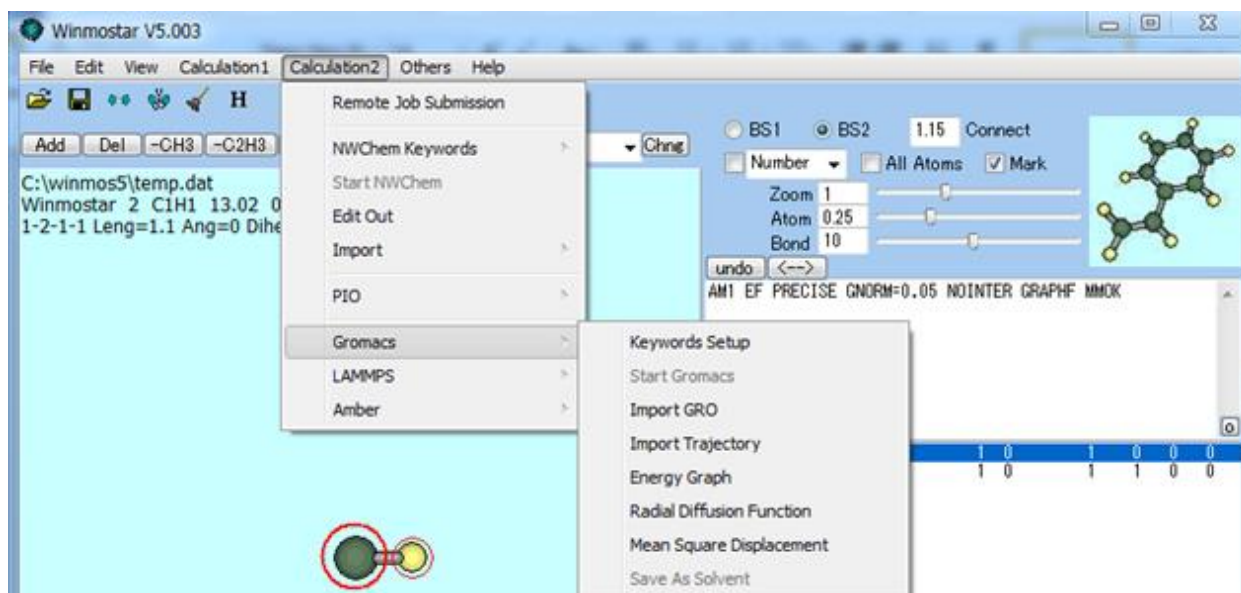 Winmostar V5.003
File Edit View Calculation1 Calculation2 Others Help
H
Remote Job Submission
Add Del -CH3 -C2H3
NWChem Keywords
Chng
BS1 BS2 1.15 Connect
Number All Atoms Mark
C:\winmos5\temp.dat
Winmostar 2 C1H1 13.02 0
1-2-1-1 Leng=1.1 Ang=0 Dihe
Start NWChem
Edit Out
Import
PIO
Zoom 1
Atom 0.25
Bond 10
undo <-->
AM1 EF PRECISE GNORM=0.05 NOINTER GRAPHF MMOK
Gromacs
LAMMPS
Amber
Keywords Setup
Start Gromacs
Import GRO
Import Trajectory
Energy Graph
Radial Diffusion Function
Mean Square Displacement
Save As Solvent
o
1 0 1 0 0 0
1 0 1 1 0 0